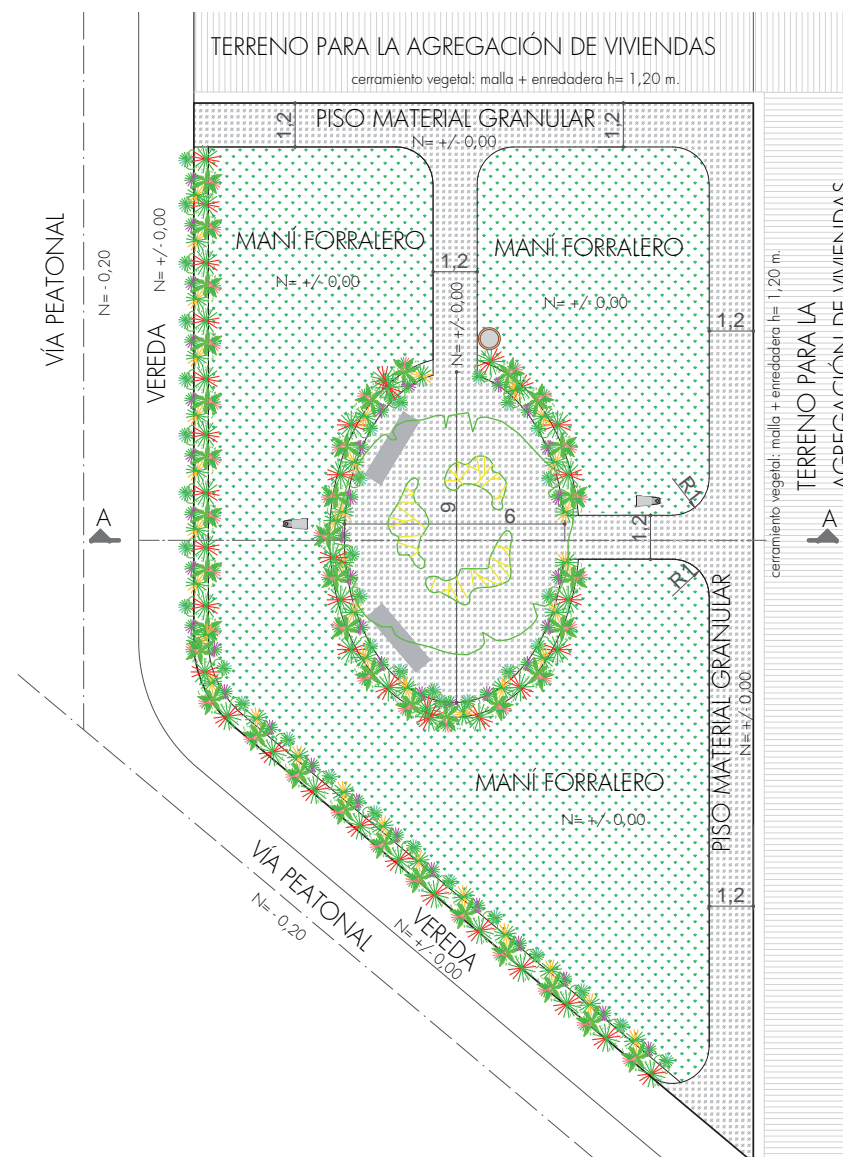 TERRENO PARA LA AGREGACIÓN DE VIVIENDAS
cerramiento vegetal: malla + enredadera h= 1,20 m.
PISO MATERIAL GRANULAR
N= +/- 0,00
1,2
1,2
VÍA PEATONAL
N= - 0,20
VEREDA
N= +/- 0,00
MANÍ FORRALERO
N= +/- 0,00
1,2
N= +/- 0,00
MANÍ FORRALERO
N= +/- 0,00
1,2
cerramiento vegetal: malla + enredadera h= 1,20 m.
TERRENO PARA LA
AGREGACIÓN DE VIVIENDAS
A
9
6
R1
1,2
R1
A
PISO MATERIAL GRANULAR
N= +/- 0,00
MANÍ FORRALERO
N= +/- 0,00
1,2
VÍA PEATONAL
N= - 0,20
VEREDA
N= +/- 0,00